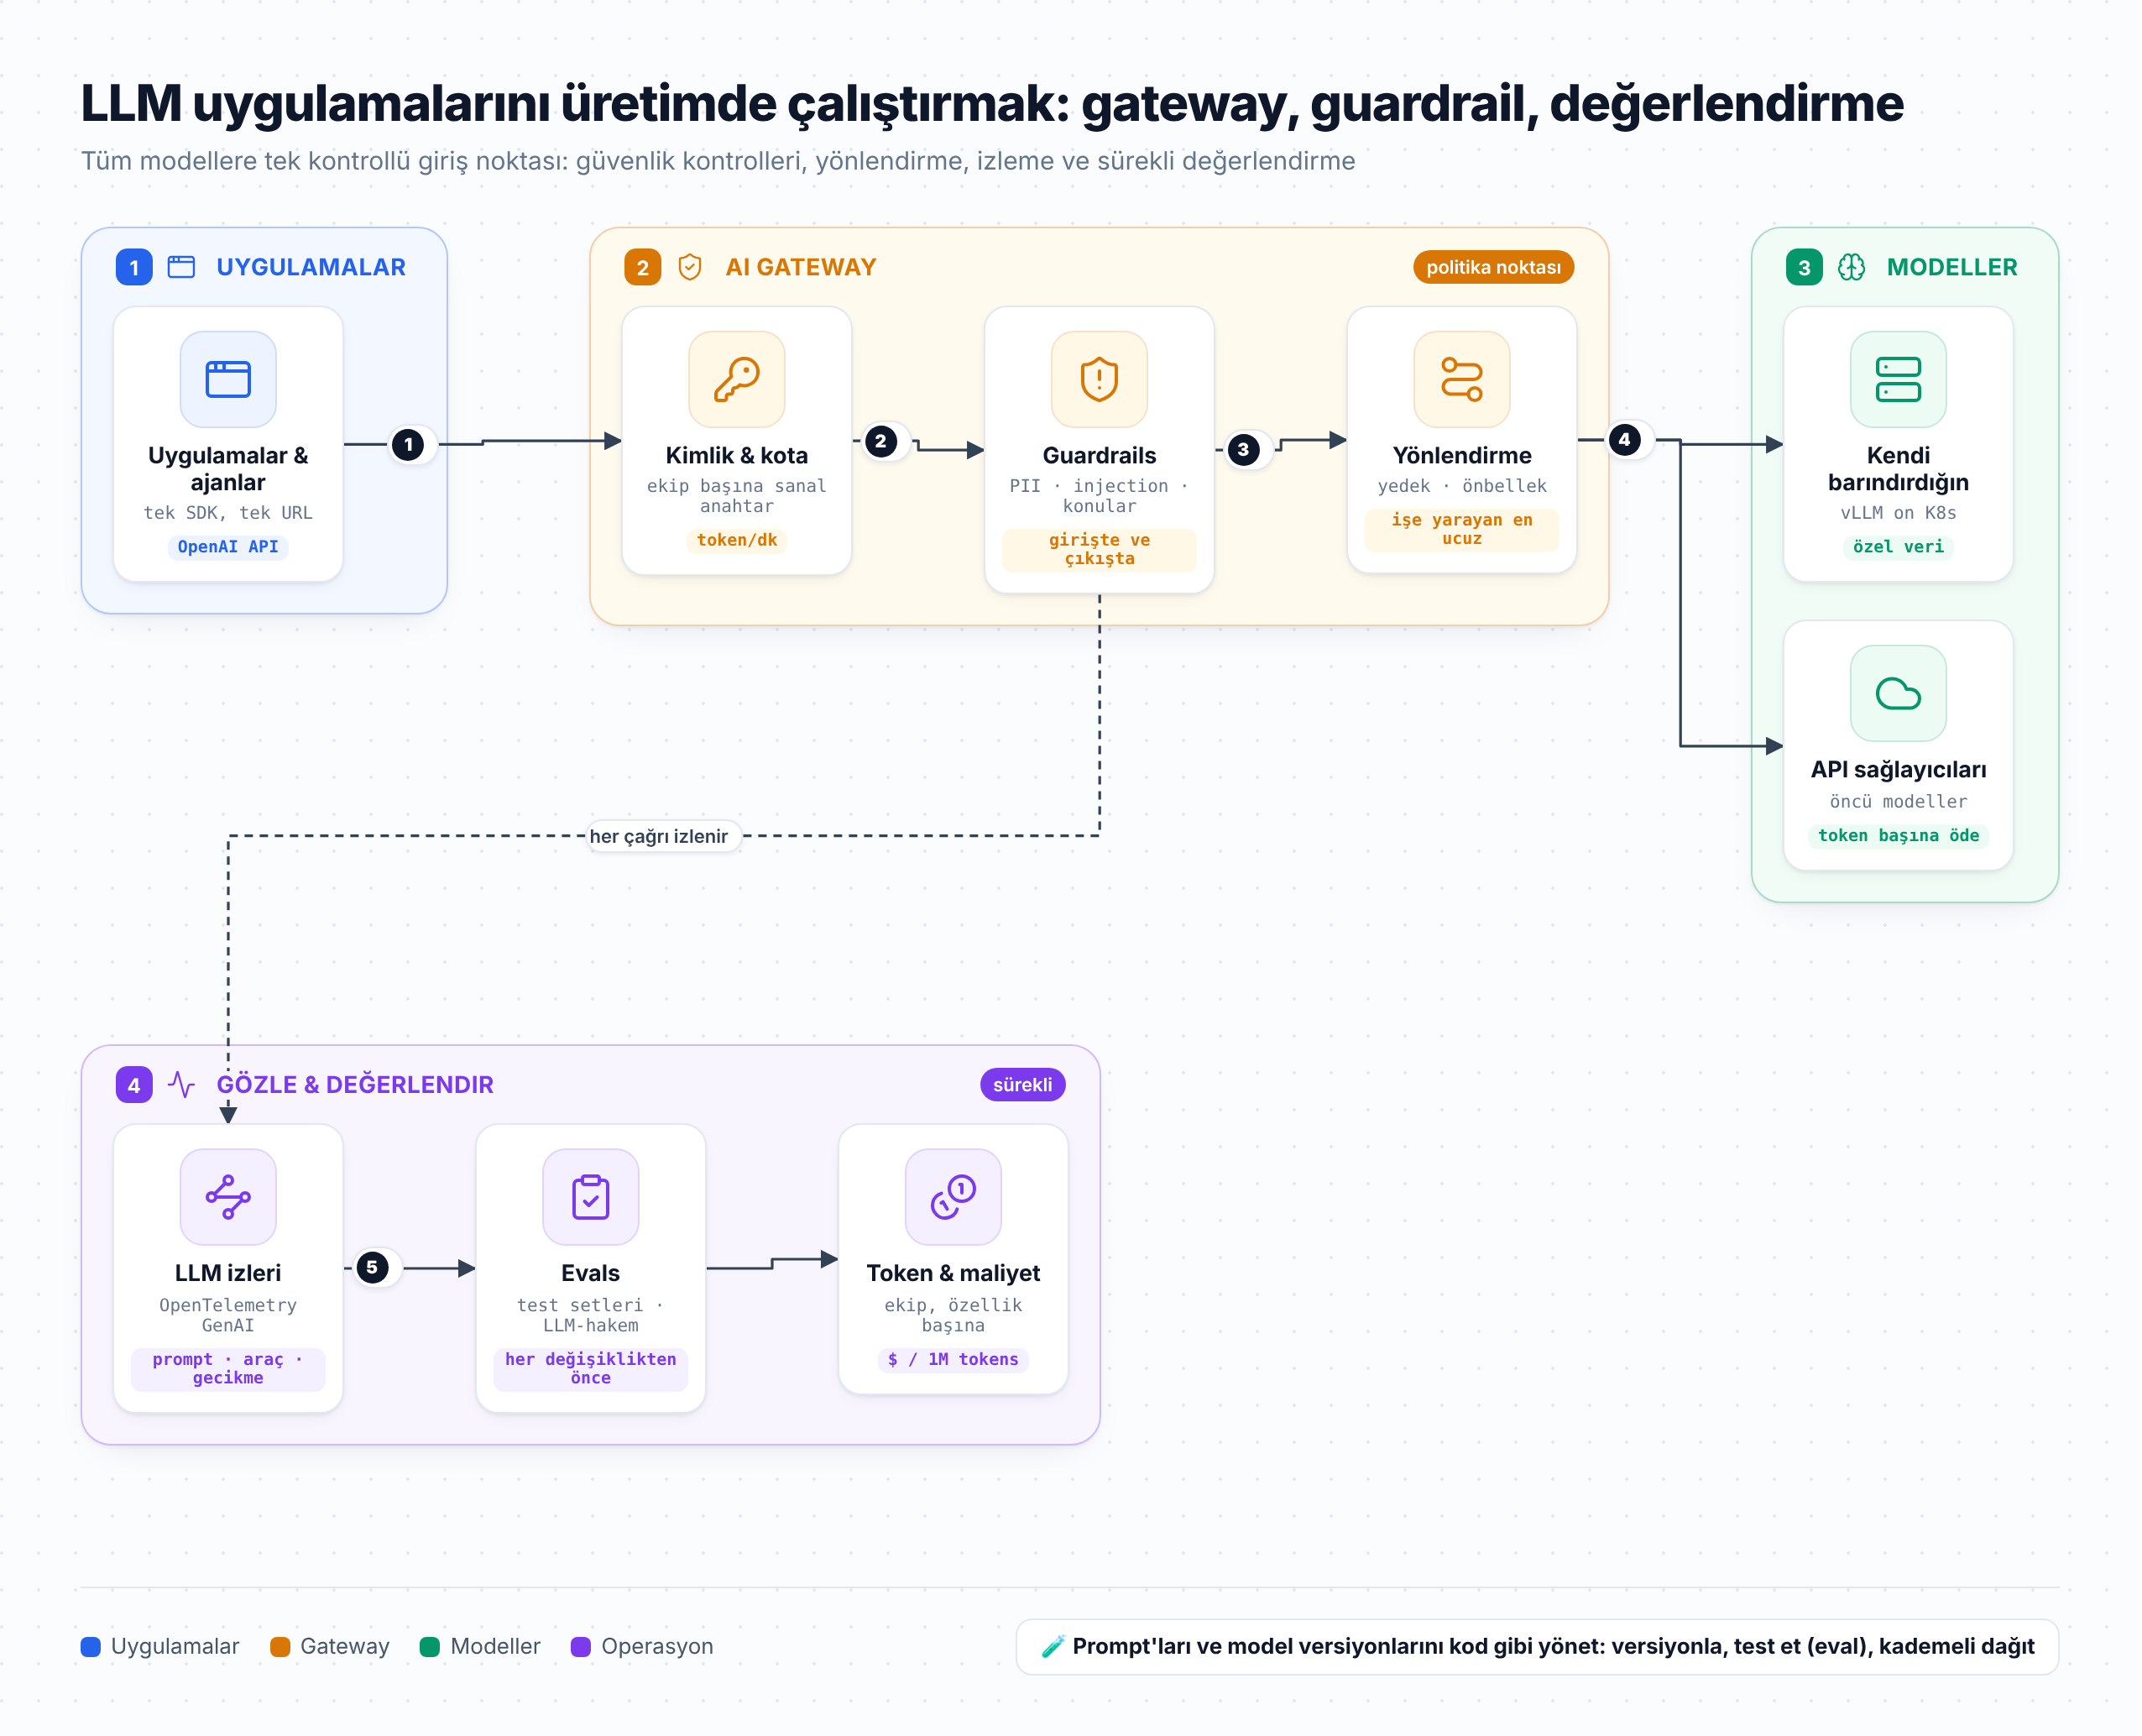 LLM uygulamalarını üretimde çalıştırmak: gateway, guardrail, değerlendirme
Tüm modellere tek kontrollü giriş noktası: güvenlik kontrolleri, yönlendirme, izleme ve sürekli değerlendirme
1 UYGULAMALAR
Uygulamalar &
ajanlar
tek SDK, tek URL
OpenAI API
1
2 AI GATEWAY
politika noktası
Kimlik & kota
ekip başına sanal
anahtar
token/dk
2
Guardrails
PII · injection ·
konular
girişte ve
çıkışta
3
Yönlendirme
yedek · önbellek
işe yarayan en
ucuz
4
3 MODELLER
Kendi
barındırdığın
vLLM on K8s
özel veri
API sağlayıcıları
öncü modeller
token başına öde
her çağrı izlenir
4 GÖZLE & DEĞERLENDIR
sürekli
LLM izleri
OpenTelemetry
GenAI
prompt · araç ·
gecikme
5
Evals
test setleri ·
LLM-hakem
her değişiklikten
önce
Token & maliyet
ekip, özellik
başına
$ / 1M tokens
Uygulamalar
Gateway
Modeller
Operasyon
🧪 Prompt'ları ve model versiyonlarını kod gibi yönet: versiyonla, test et (eval), kademeli dağıt